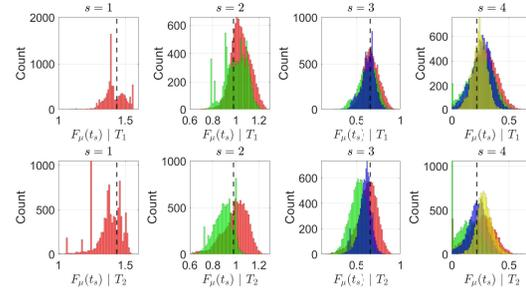 s = 1
s = 2
s = 3
s = 4
Count
2000
1000
0
1
1.5
Count
600
400
200
0
0.6
0.8
1
1.2
Count
1000
500
0
0.5
1
Count
600
400
200
0
0
0.5
F_μ(t_s) | T_1
F_μ(t_s) | T_1
F_μ(t_s) | T_1
F_μ(t_s) | T_1
s = 1
s = 2
s = 3
s = 4
Count
1000
500
0
1
1.5
Count
1000
500
0
0.6
0.8
1
1.2
Count
600
400
200
0
0.5
1
Count
1000
500
0
0
0.5
F_μ(t_s) | T_2
F_μ(t_s) | T_2
F_μ(t_s) | T_2
F_μ(t_s) | T_2